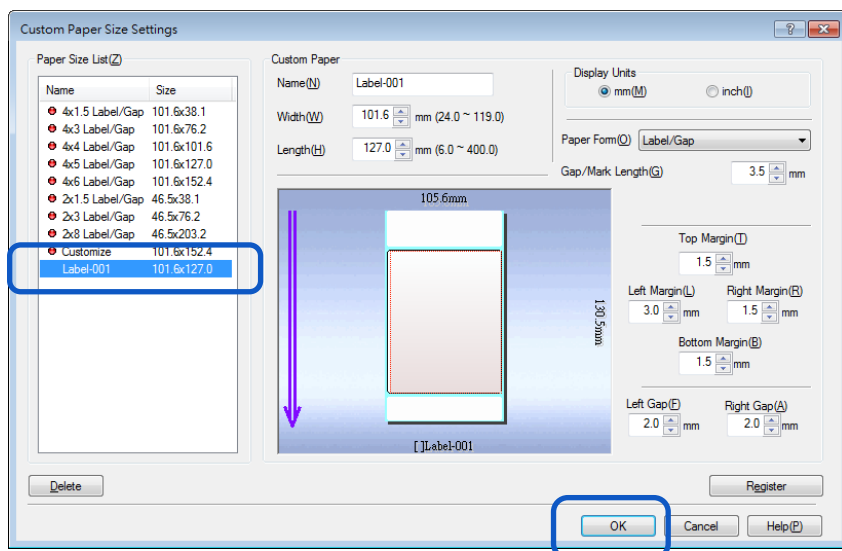 Custom Paper Size Settings
Paper Size List(Z)
Name Size
4x1.5 Label/Gap 101.6x38.1
4x3 Label/Gap 101.6x76.2
4x4 Label/Gap 101.6x101.6
4x5 Label/Gap 101.6x127.0
4x6 Label/Gap 101.6x152.4
2x1.5 Label/Gap 46.5x38.1
2x3 Label/Gap 46.5x76.2
2x8 Label/Gap 46.5x203.2
Customize 101.6x152.4
Label-001 101.6x127.0
Delete
Custom Paper
Name(N) Label-001
Width(W) 101.6 mm (24.0 ~ 119.0)
Length(H) 127.0 mm (6.0 ~ 400.0)
105.6mm
130.5mm
[ ]Label-001
Display Units
mm(M) inch(I)
Paper Form(O) Label/Gap
Gap/Mark Length(G) 3.5 mm
Top Margin(T)
1.5 mm
Left Margin(L) Right Margin(R)
3.0 mm 1.5 mm
Bottom Margin(B)
1.5 mm
Left Gap(F) Right Gap(A)
2.0 mm 2.0 mm
Register
OK Cancel Help(P)